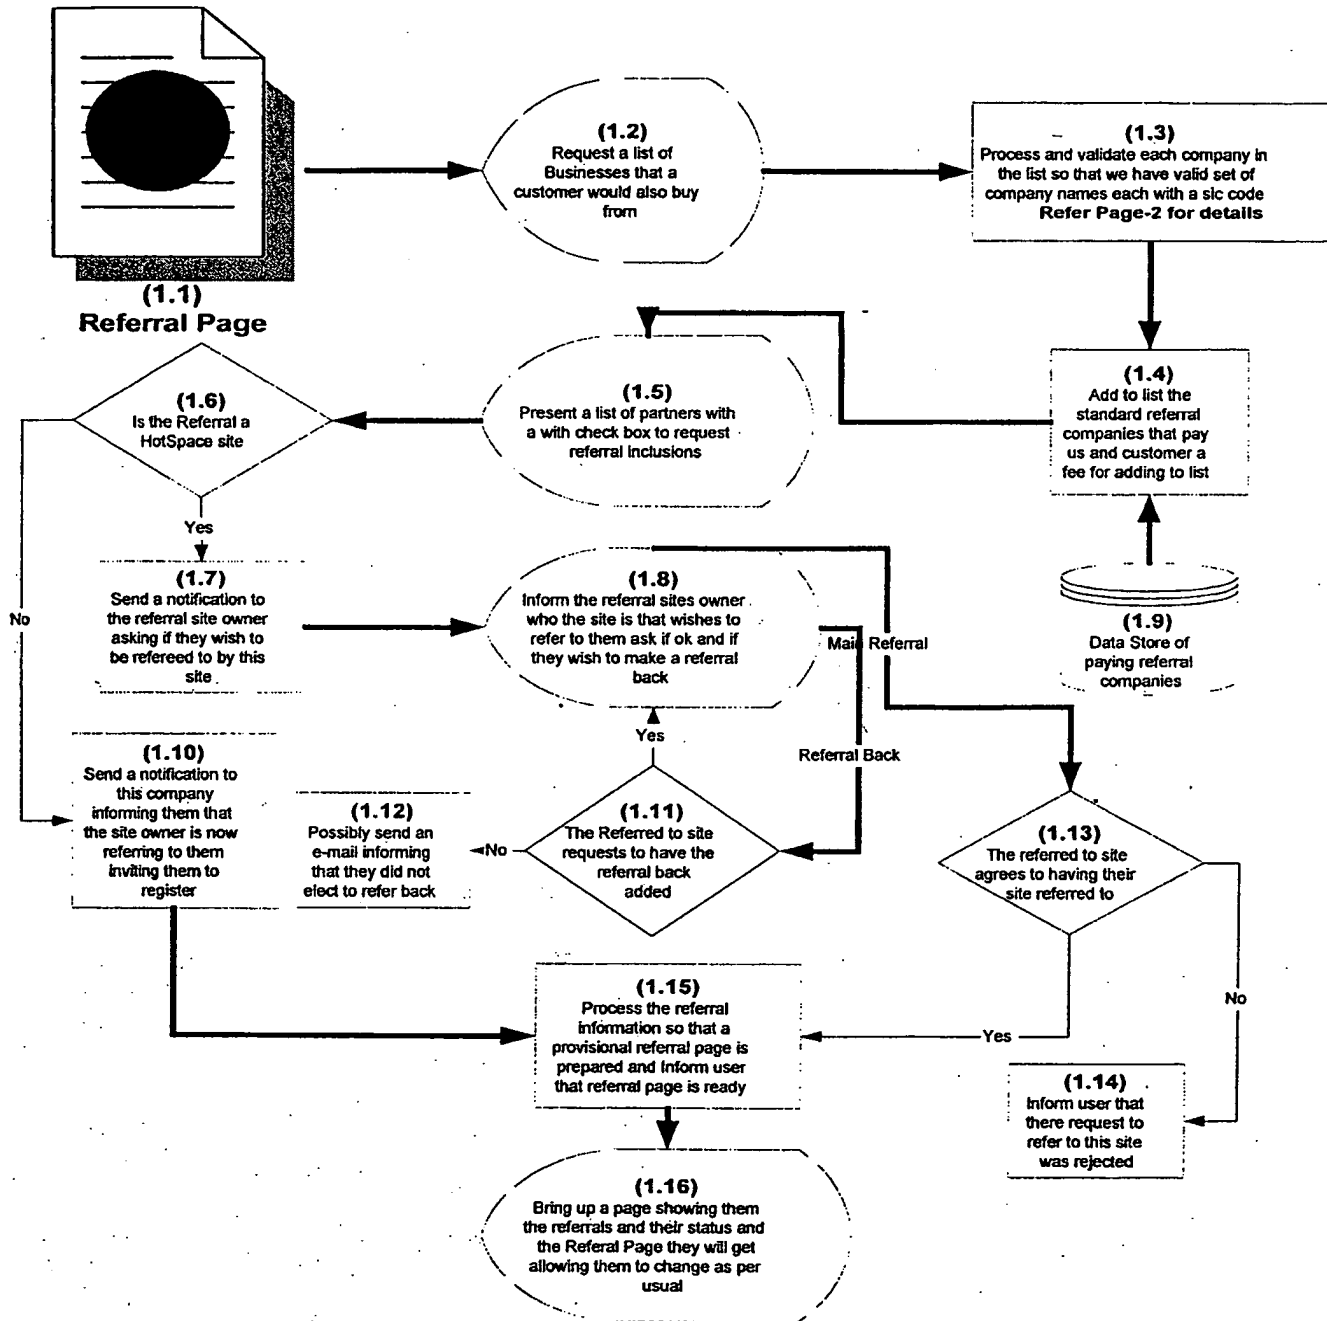 (1.1)
Referral Page
(1.2)
Request a list of
Businesses that a
customer would also buy
from
(1.3)
Process and validate each company in
the list so that we have valid set of
company names each with a sic code
Refer Page-2 for details
(1.4)
Add to list the
standard referral
companies that pay
us and customer a
fee for adding to list
(1.5)
Present a list of partners with
a with check box to request
referral inclusions
(1.6)
Is the Referral a
HotSpace site
Yes
No
(1.7)
Send a notification to
the referral site owner
asking if they wish to
be refereed to by this
site
(1.8)
Inform the referral sites owner
who the site is that wishes to
refer to them ask if ok and if
they wish to make a referral
back
Main Referral
(1.9)
Data Store of
paying referral
companies
Yes
Referral Back
(1.10)
Send a notification to
this company
informing them that
the site owner is now
referring to them
inviting them to
register
(1.12)
Possibly send an
e-mail informing
that they did not
elect to refer back
No
(1.11)
The Referred to site
requests to have the
referral back
added
(1.13)
The referred to site
agrees to having their
site referred to
No
Yes
(1.15)
Process the referral
information so that a
provisional referral page is
prepared and Inform user
that referral page is ready
(1.14)
Inform user that
there request to
refer to this site
was rejected
(1.16)
Bring up a page showing them
the referrals and their status and
the Referal Page they will get
allowing them to change as per
usual